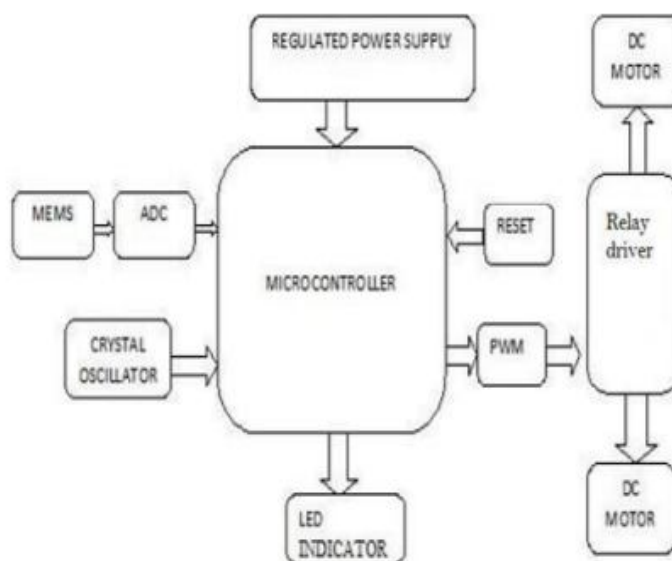 REGULATED POWER SUPPLY
DC
MOTOR
MEMS
ADC
RESET
Relay
driver
MICROCONTROLLER
CRYSTAL
OSCILLATOR
PWM
LED
INDICATOR
DC
MOTOR